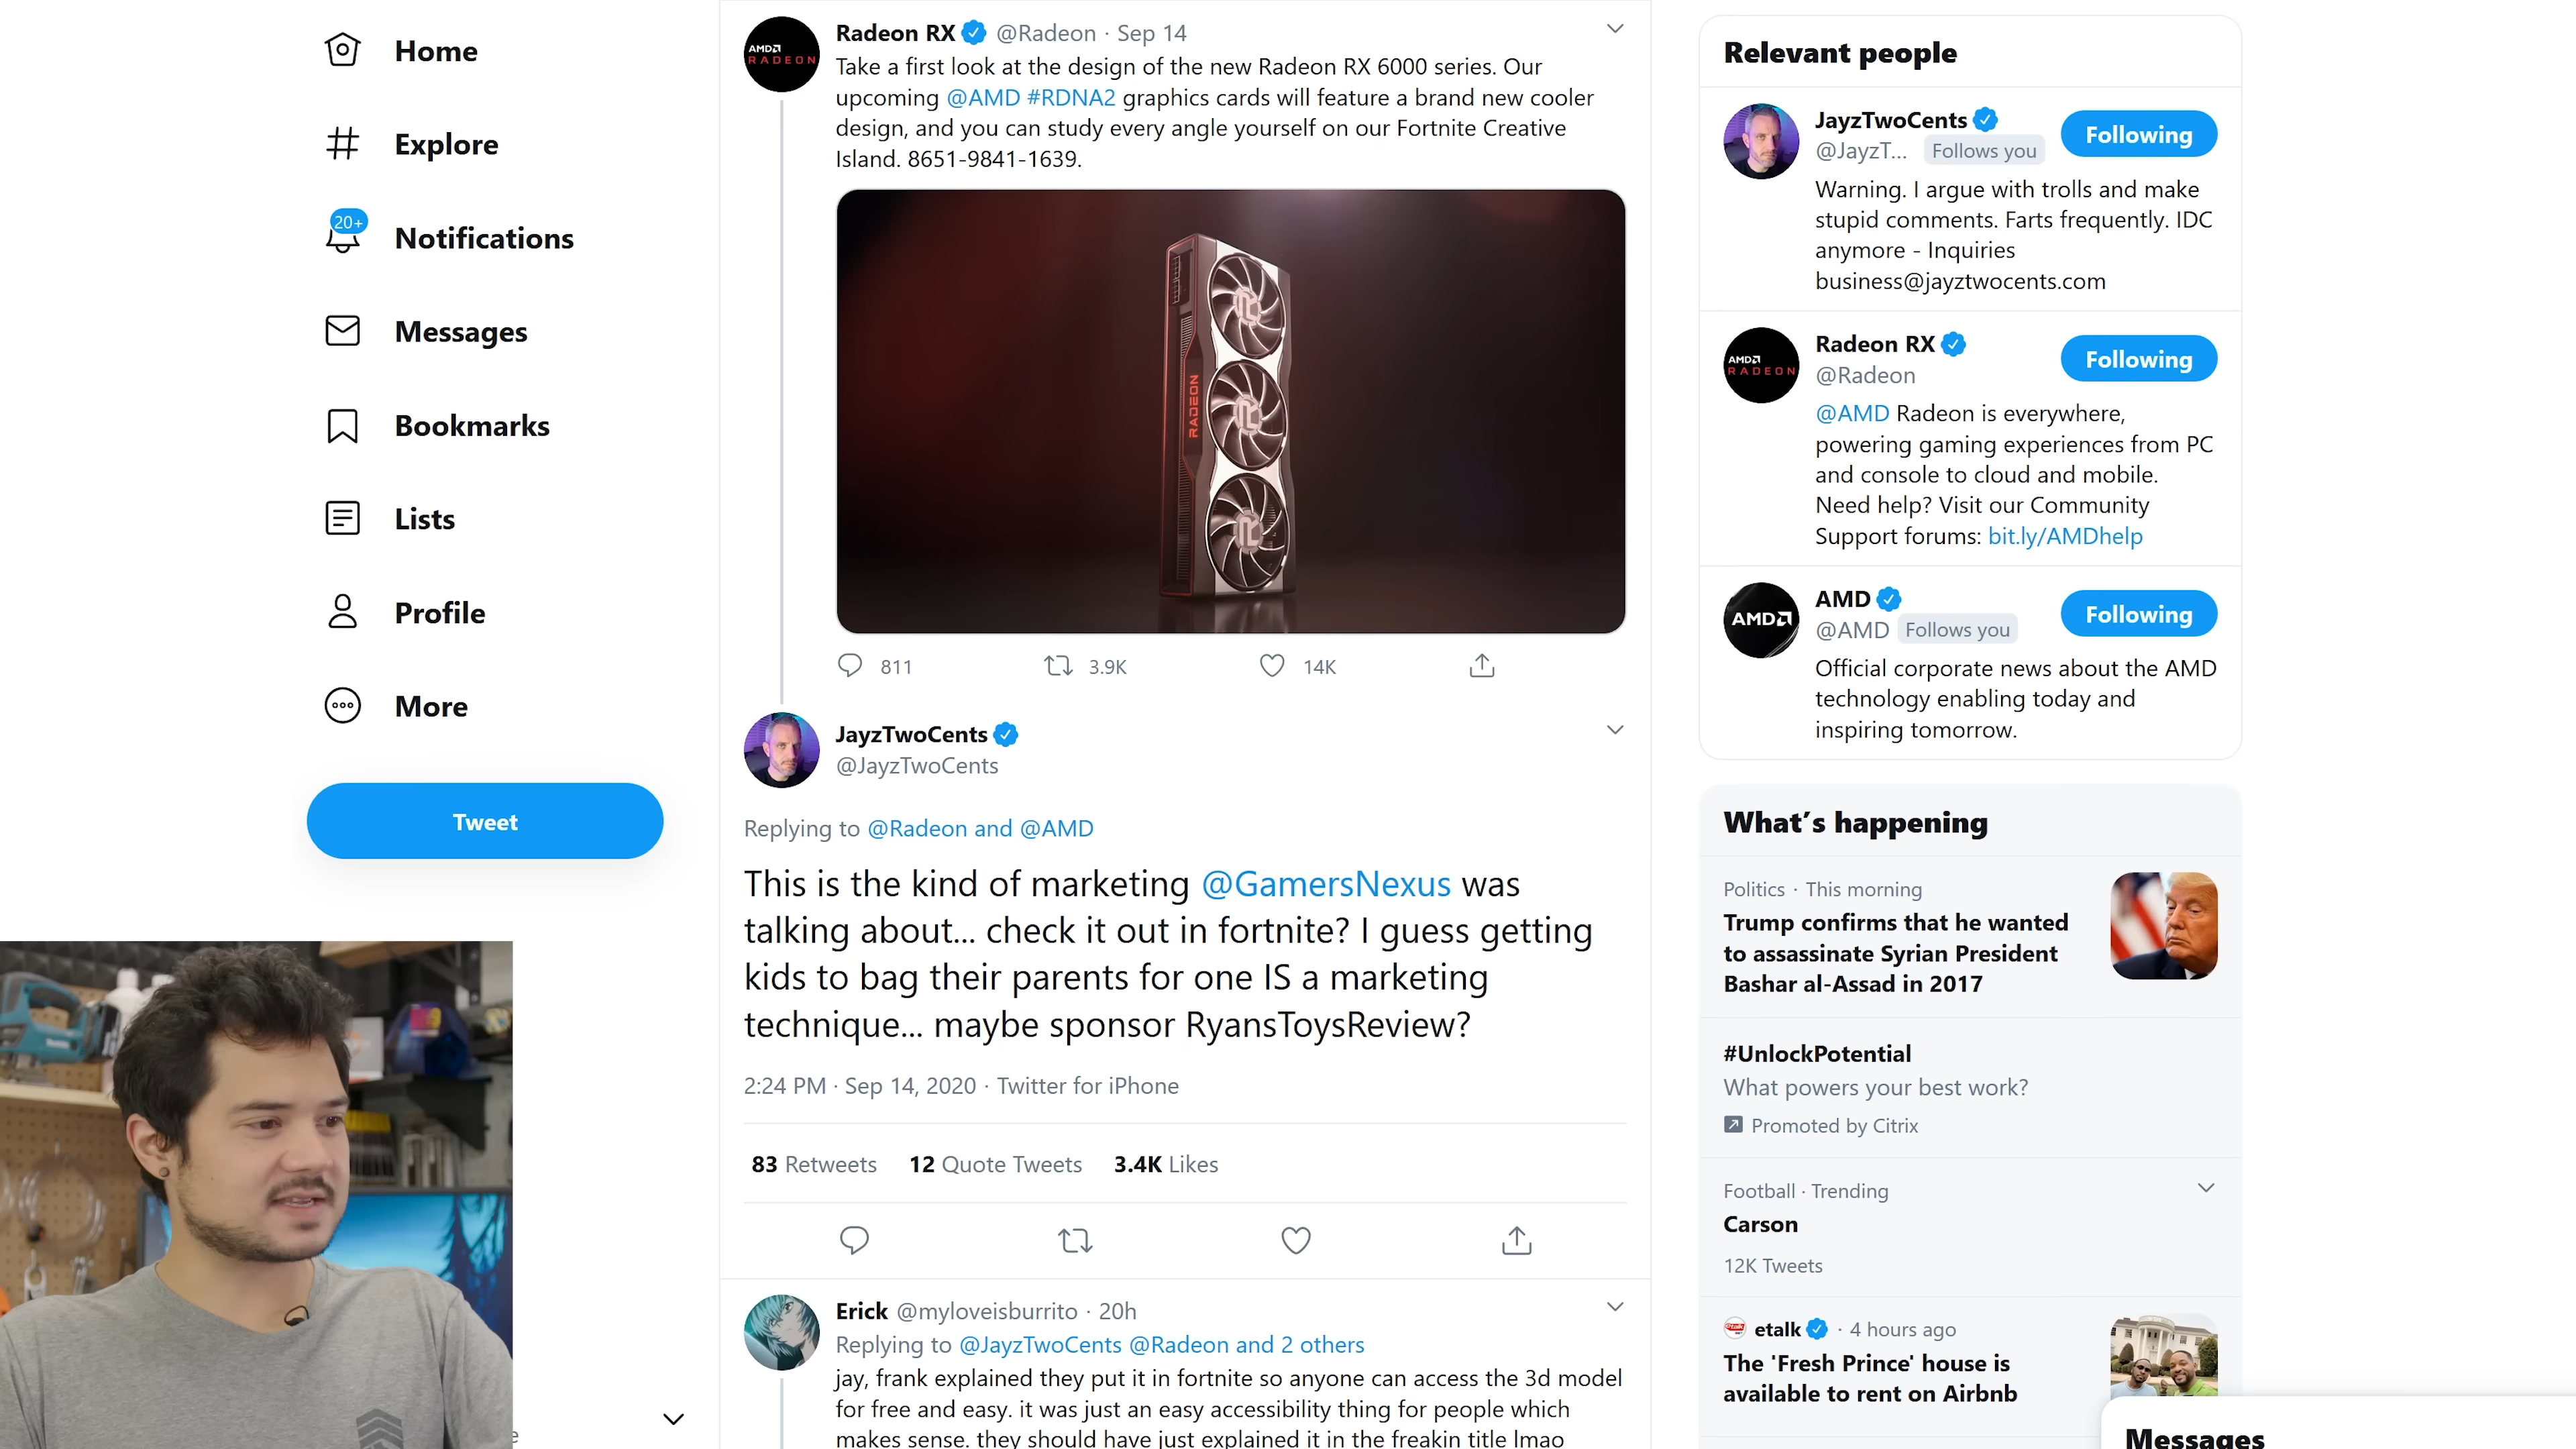 Home
Explore
20+
Notifications
Messages
Bookmarks
Lists
Profile
More
Tweet
AMD
RADEON
Radeon RX @Radeon · Sep 14
Take a first look at the design of the new Radeon RX 6000 series. Our
upcoming @AMD #RDNA2 graphics cards will feature a brand new cooler
design, and you can study every angle yourself on our Fortnite Creative
Island. 8651-9841-1639.
RADEON
811 3.9K 14K
JayzTwoCents
@JayzTwoCents
Replying to @Radeon and @AMD
This is the kind of marketing @GamersNexus was
talking about... check it out in fortnite? I guess getting
kids to bag their parents for one IS a marketing
technique... maybe sponsor RyansToysReview?
2:24 PM · Sep 14, 2020 · Twitter for iPhone
83 Retweets 12 Quote Tweets 3.4K Likes
Erick @myloveisburrito · 20h
Replying to @JayzTwoCents @Radeon and 2 others
jay, frank explained they put it in fortnite so anyone can access the 3d model
for free and easy. it was just an easy accessibility thing for people which
makes sense. they should have just explained it in the freakin title lmao
Relevant people
JayzTwoCents
@JayzT... Follows you
Following
Warning. I argue with trolls and make
stupid comments. Farts frequently. IDC
anymore - Inquiries
business@jayztwocents.com
AMD
RADEON
Radeon RX
@Radeon
Following
@AMD Radeon is everywhere,
powering gaming experiences from PC
and console to cloud and mobile.
Need help? Visit our Community
Support forums: bit.ly/AMDhelp
AMD
AMD
@AMD Follows you
Following
Official corporate news about the AMD
technology enabling today and
inspiring tomorrow.
What's happening
Politics · This morning
Trump confirms that he wanted
to assassinate Syrian President
Bashar al-Assad in 2017
#UnlockPotential
What powers your best work?
Promoted by Citrix
Football · Trending
Carson
12K Tweets
etalk · 4 hours ago
The 'Fresh Prince' house is
available to rent on Airbnb
Messages